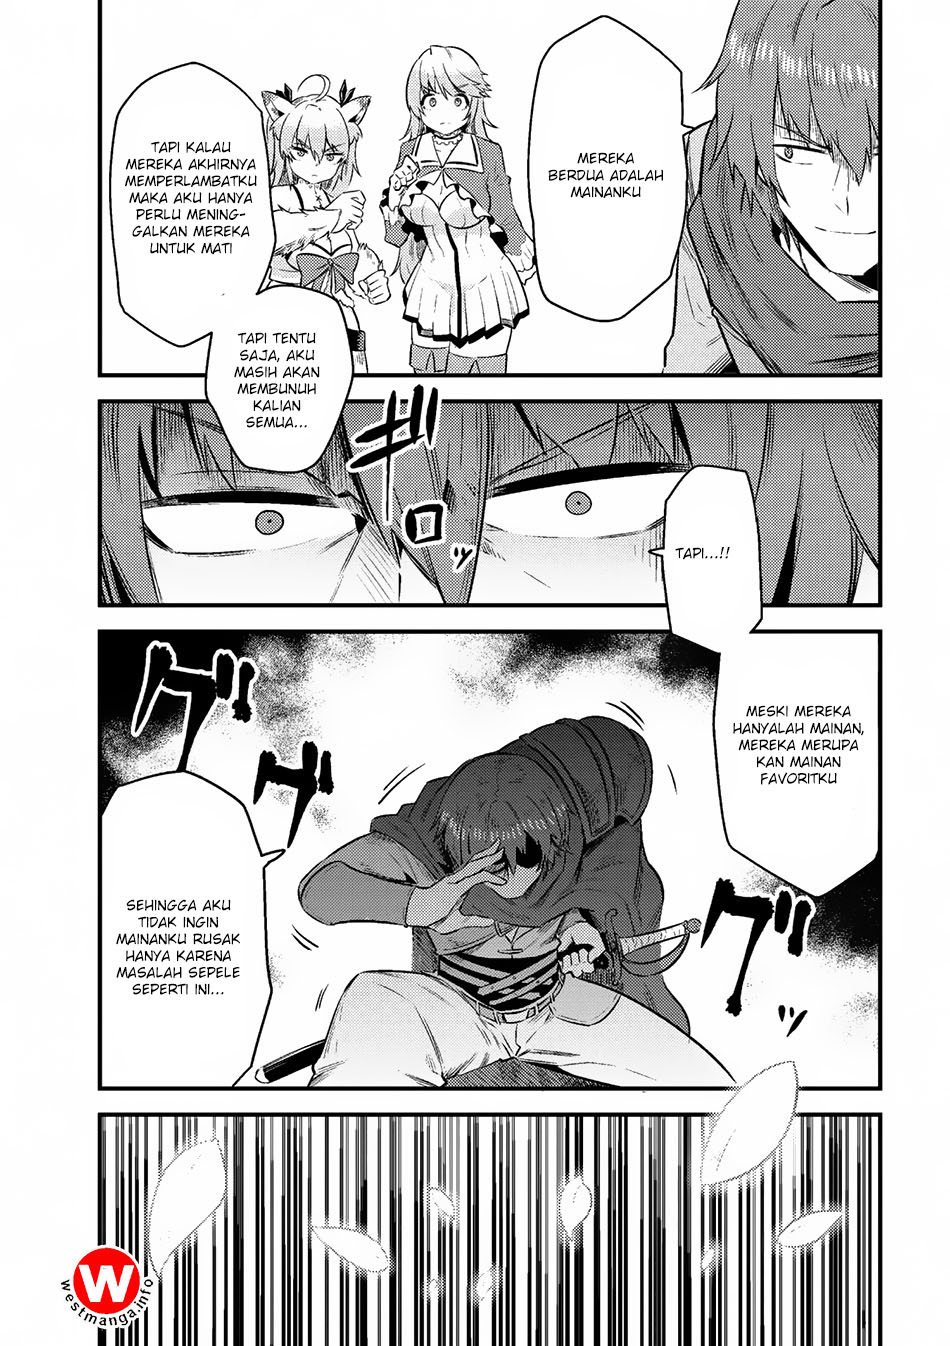 MEREKA
BERDUA ADALAH
MAINANKU
TAPI KALAU
MEREKA AKHIRNYA
MEMPERLAMBATKU
MAKA AKU HANYA
PERLU MENING-
GALKAN MEREKA
UNTUK MATI
TAPI TENTU
SAJA, AKU
MASIH AKAN
MEMBUNUH
KALIAN
SEMUA...
ギロッ
TAPI...!!
MESKI MEREKA
HANYALAH MAINAN,
MEREKA MERUPA
KAN MAINAN
FAVORITKU
グググッ
SEHINGGA AKU
TIDAK INGIN
MAINANKU RUSAK
HANYA KARENA
MASALAH SEPELE
SEPERTI INI...
W
westmanga.info